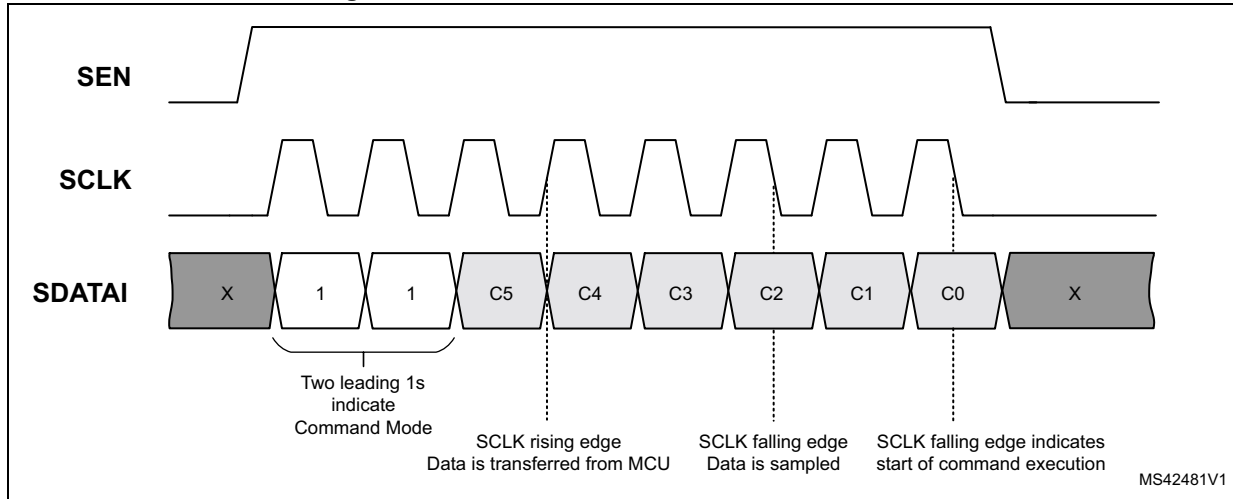 SEN
SCLK
SDATAI
X 1 1 C5 C4 C3 C2 C1 C0 X
Two leading 1s
indicate
Command Mode
SCLK rising edge
Data is transferred from MCU
SCLK falling edge
Data is sampled
SCLK falling edge indicates
start of command execution
MS42481V1